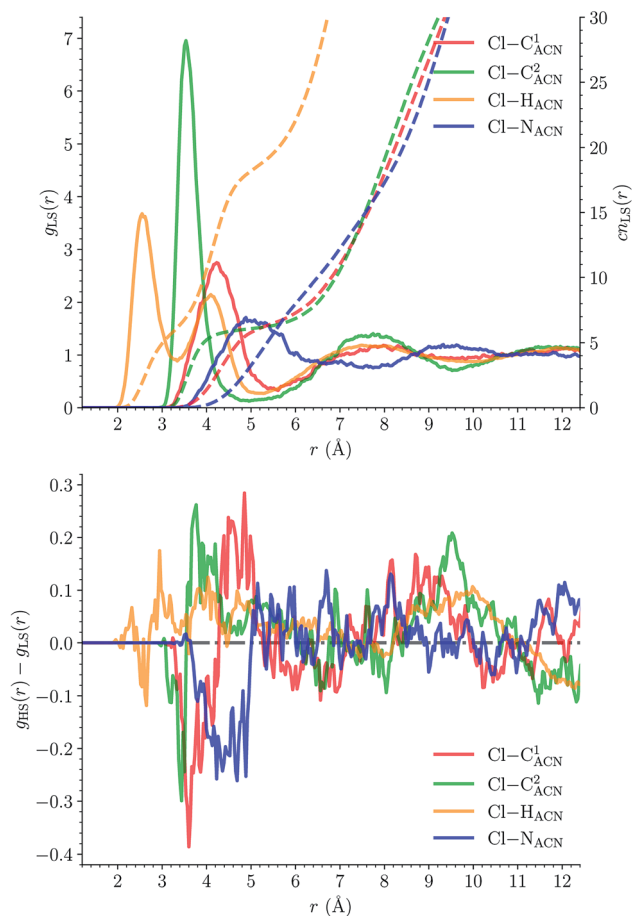 7
6
5
4
3
2
1
0
g_LS(r)
30
25
20
15
10
5
0
cn_LS(r)
Cl−C¹_ACN
Cl−C²_ACN
Cl−H_ACN
Cl−N_ACN
2 3 4 5 6 7 8 9 10 11 12
r (Å)
0.3
0.2
0.1
0.0
−0.1
−0.2
−0.3
−0.4
g_HS(r) − g_LS(r)
Cl−C¹_ACN
Cl−C²_ACN
Cl−H_ACN
Cl−N_ACN
2 3 4 5 6 7 8 9 10 11 12
r (Å)